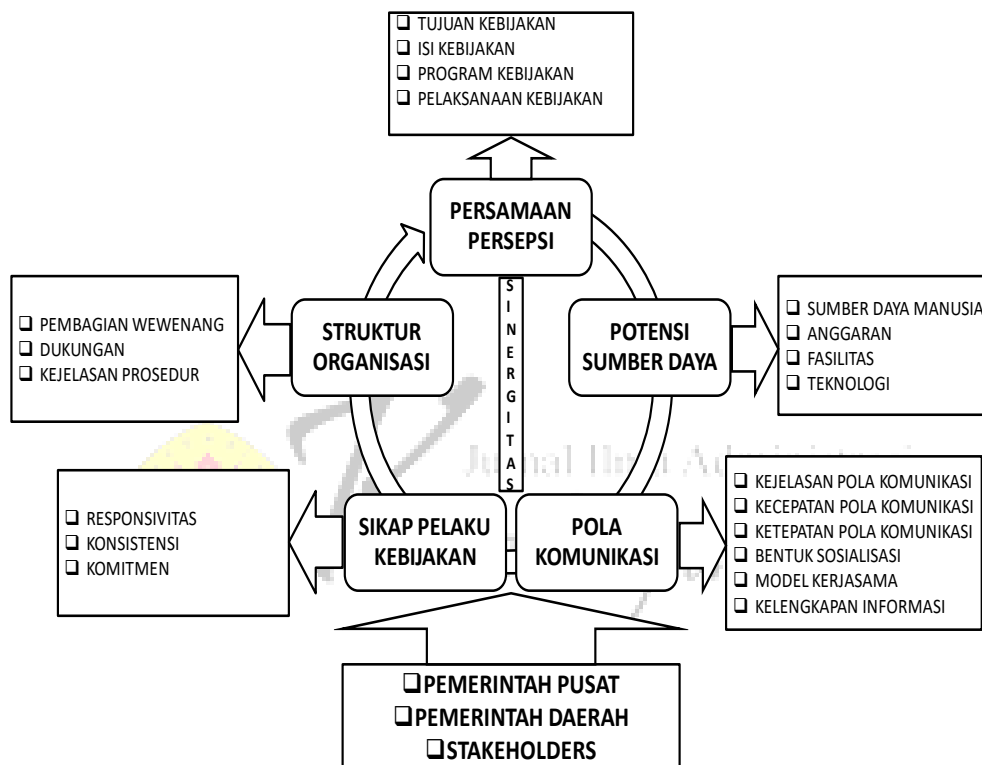 ❑ TUJUAN KEBIJAKAN
❑ ISI KEBIJAKAN
❑ PROGRAM KEBIJAKAN
❑ PELAKSANAAN KEBIJAKAN
PERSAMAAN
PERSEPSI
❑ PEMBAGIAN WEWENANG
❑ DUKUNGAN
❑ KEJELASAN PROSEDUR
STRUKTUR
ORGANISASI
SINERGITAS
POTENSI
SUMBER DAYA
❑ SUMBER DAYA MANUSIA
❑ ANGGARAN
❑ FASILITAS
❑ TEKNOLOGI
❑ RESPONSIVITAS
❑ KONSISTENSI
❑ KOMITMEN
SIKAP PELAKU
KEBIJAKAN
POLA
KOMUNIKASI
❑ KEJELASAN POLA KOMUNIKASI
❑ KECEPATAN POLA KOMUNIKASI
❑ KETEPATAN POLA KOMUNIKASI
❑ BENTUK SOSIALISASI
❑ MODEL KERJASAMA
❑ KELENGKAPAN INFORMASI
❑PEMERINTAH PUSAT
❑PEMERINTAH DAERAH
❑STAKEHOLDERS